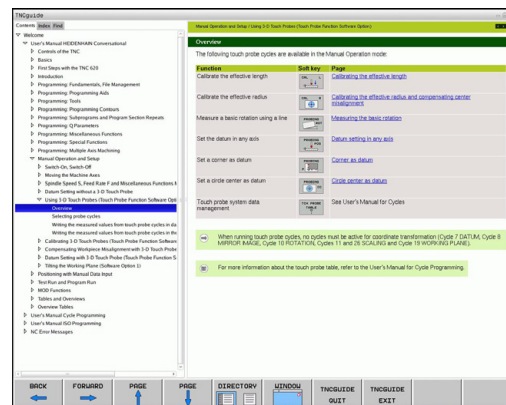 TNCguide
Contents Index Find
Manual Operation and Setup / Using 3-D Touch Probes (Touch Probe Function Software Option)
Welcome
User's Manual HEIDENHAIN Conversational
Controls of the TNC
Basics
First Steps with the TNC 620
Introduction
Programming: Fundamentals, File Management
Programming: Programming Aids
Programming: Tools
Programming: Programming Contours
Programming: Subprograms and Program Section Repeats
Programming: Q Parameters
Programming: Miscellaneous Functions
Programming: Special Functions
Programming: Multiple Axis Machining
Manual Operation and Setup
Switch-On, Switch-Off
Moving the Machine Axes
Spindle Speed S, Feed Rate F and Miscellaneous Functions M
Datum Setting without a 3-D Touch Probe
Using 3-D Touch Probes (Touch Probe Function Software Opti
Overview
Selecting probe cycles
Writing the measured values from touch probe cycles in da
Writing the measured values from touch probe cycles in the
Calibrating 3-D Touch Probes (Touch Probe Function Software
Compensating Workpiece Misalignment with 3-D Touch Probe
Datum Setting with 3-D Touch Probe (Touch Probe Function S
Tilting the Working Plane (Software Option 1)
Positioning with Manual Data Input
Test Run and Program Run
MOD Functions
Tables and Overviews
Overview Tables
User's Manual Cycle Programming
User's Manual ISO Programming
NC Error Messages
Overview
The following touch probe cycles are available in the Manual Operation mode:
Function Soft key Page
Calibrate the effective length CAL L Calibrating the effective length
Calibrate the effective radius CAL R Calibrating the effective radius and compensating center
misalignment
Measure a basic rotation using a line PROBING ROT Measuring the basic rotation
Set the datum in any axis PROBING POS Datum setting in any axis
Set a corner as datum PROBING P Corner as datum
Set a circle center as datum PROBING CC Circle center as datum
Touch probe system data
management
TCH PROBE
TABLE
See User's Manual for Cycles
When running touch probe cycles, no cycles must be active for coordinate transformation (Cycle 7 DATUM, Cycle 8
MIRROR IMAGE, Cycle 10 ROTATION, Cycles 11 and 26 SCALING and Cycle 19 WORKING PLANE).
For more information about the touch probe table, refer to the User's Manual for Cycle Programming.
BACK FORWARD PAGE PAGE DIRECTORY WINDOW TNCGUIDE TNCGUIDE
QUIT EXIT